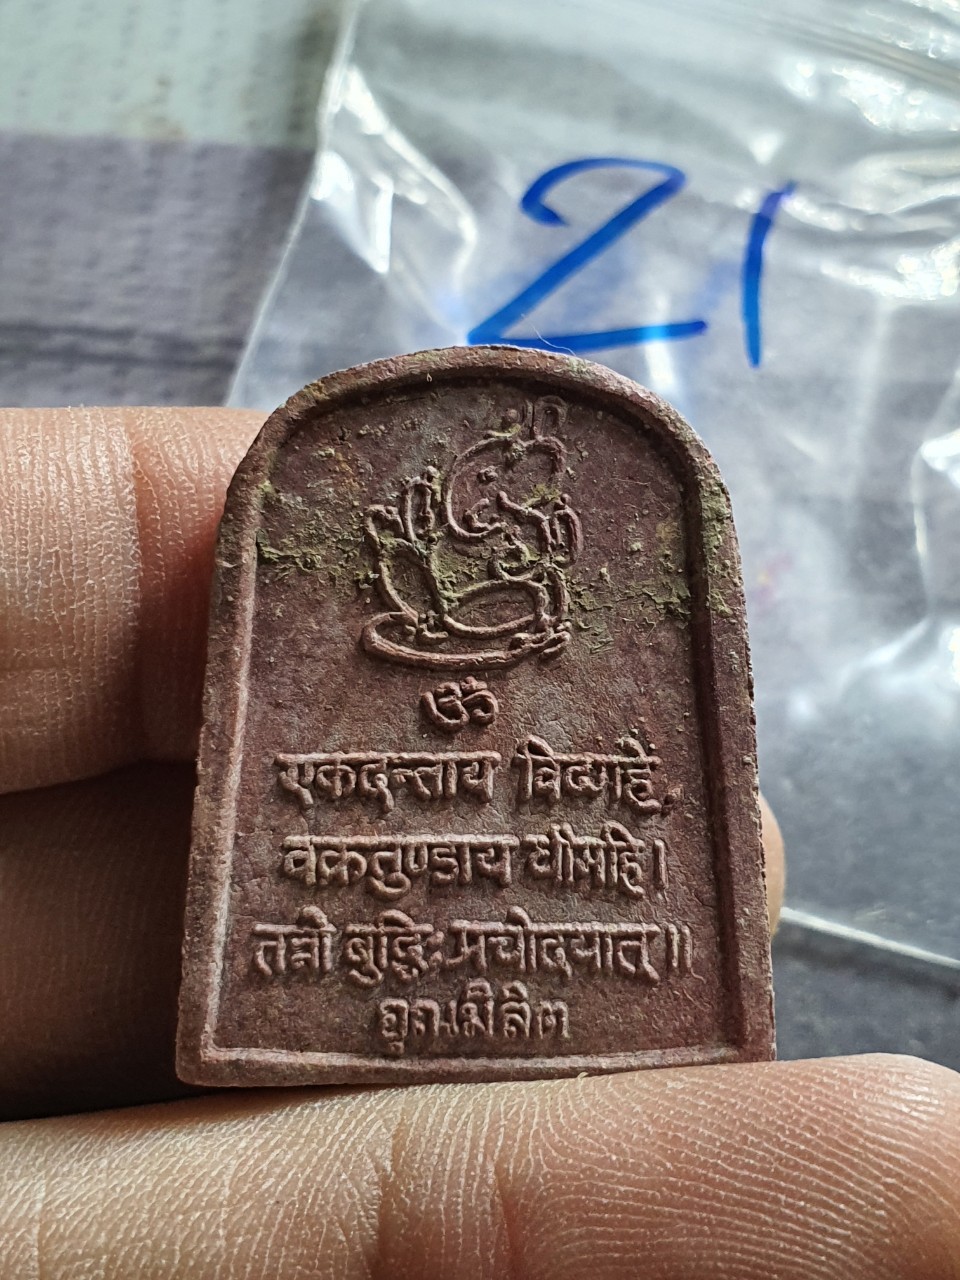 21
ॐ
एकदन्ताय विद्महे
वक्रतुण्डाय धीमहि।
तन्नो बुद्धिः प्रचोदयात्॥